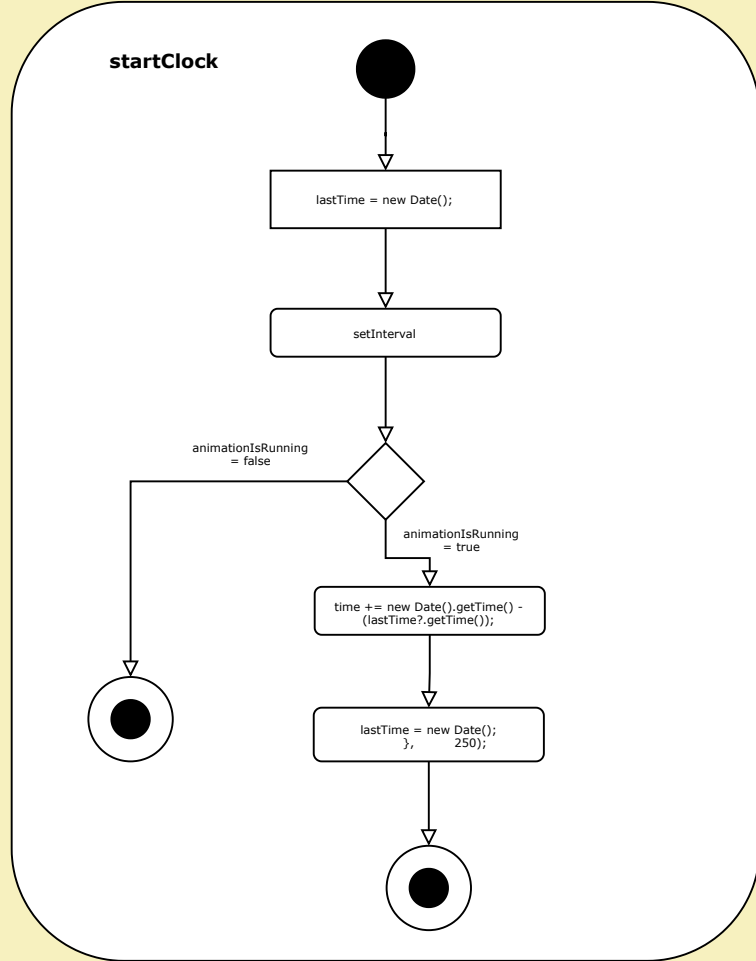 startClock
lastTime = new Date();
setInterval
animationIsRunning
= false
animationIsRunning
= true
time += new Date().getTime() -
(lastTime?.getTime());
lastTime = new Date();
}, 250);